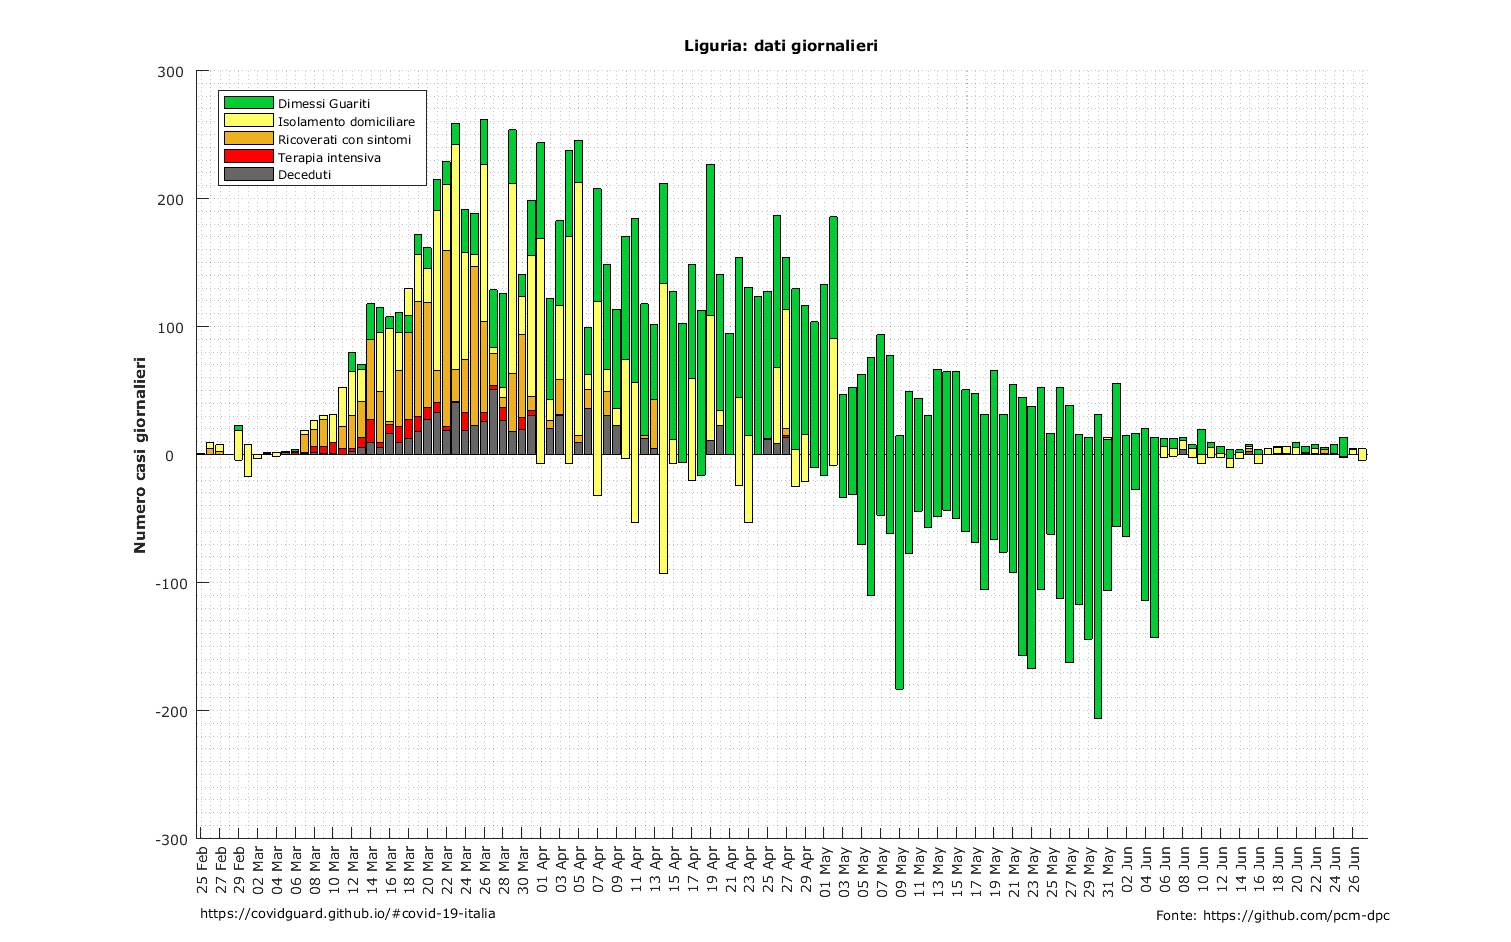 Liguria: dati giornalieri
300
200
100
0
-100
-200
-300
Numero casi giornalieri
Dimessi Guariti
Isolamento domiciliare
Ricoverati con sintomi
Terapia intensiva
Deceduti
25 Feb
27 Feb
29 Feb
02 Mar
04 Mar
06 Mar
08 Mar
10 Mar
12 Mar
14 Mar
16 Mar
18 Mar
20 Mar
22 Mar
24 Mar
26 Mar
28 Mar
30 Mar
01 Apr
03 Apr
05 Apr
07 Apr
09 Apr
11 Apr
13 Apr
15 Apr
17 Apr
19 Apr
21 Apr
23 Apr
25 Apr
27 Apr
29 Apr
01 May
03 May
05 May
07 May
09 May
11 May
13 May
15 May
17 May
19 May
21 May
23 May
25 May
27 May
29 May
31 May
02 Jun
04 Jun
06 Jun
08 Jun
10 Jun
12 Jun
14 Jun
16 Jun
18 Jun
20 Jun
22 Jun
24 Jun
26 Jun
https://covidguard.github.io/#covid-19-italia
Fonte: https://github.com/pcm-dpc